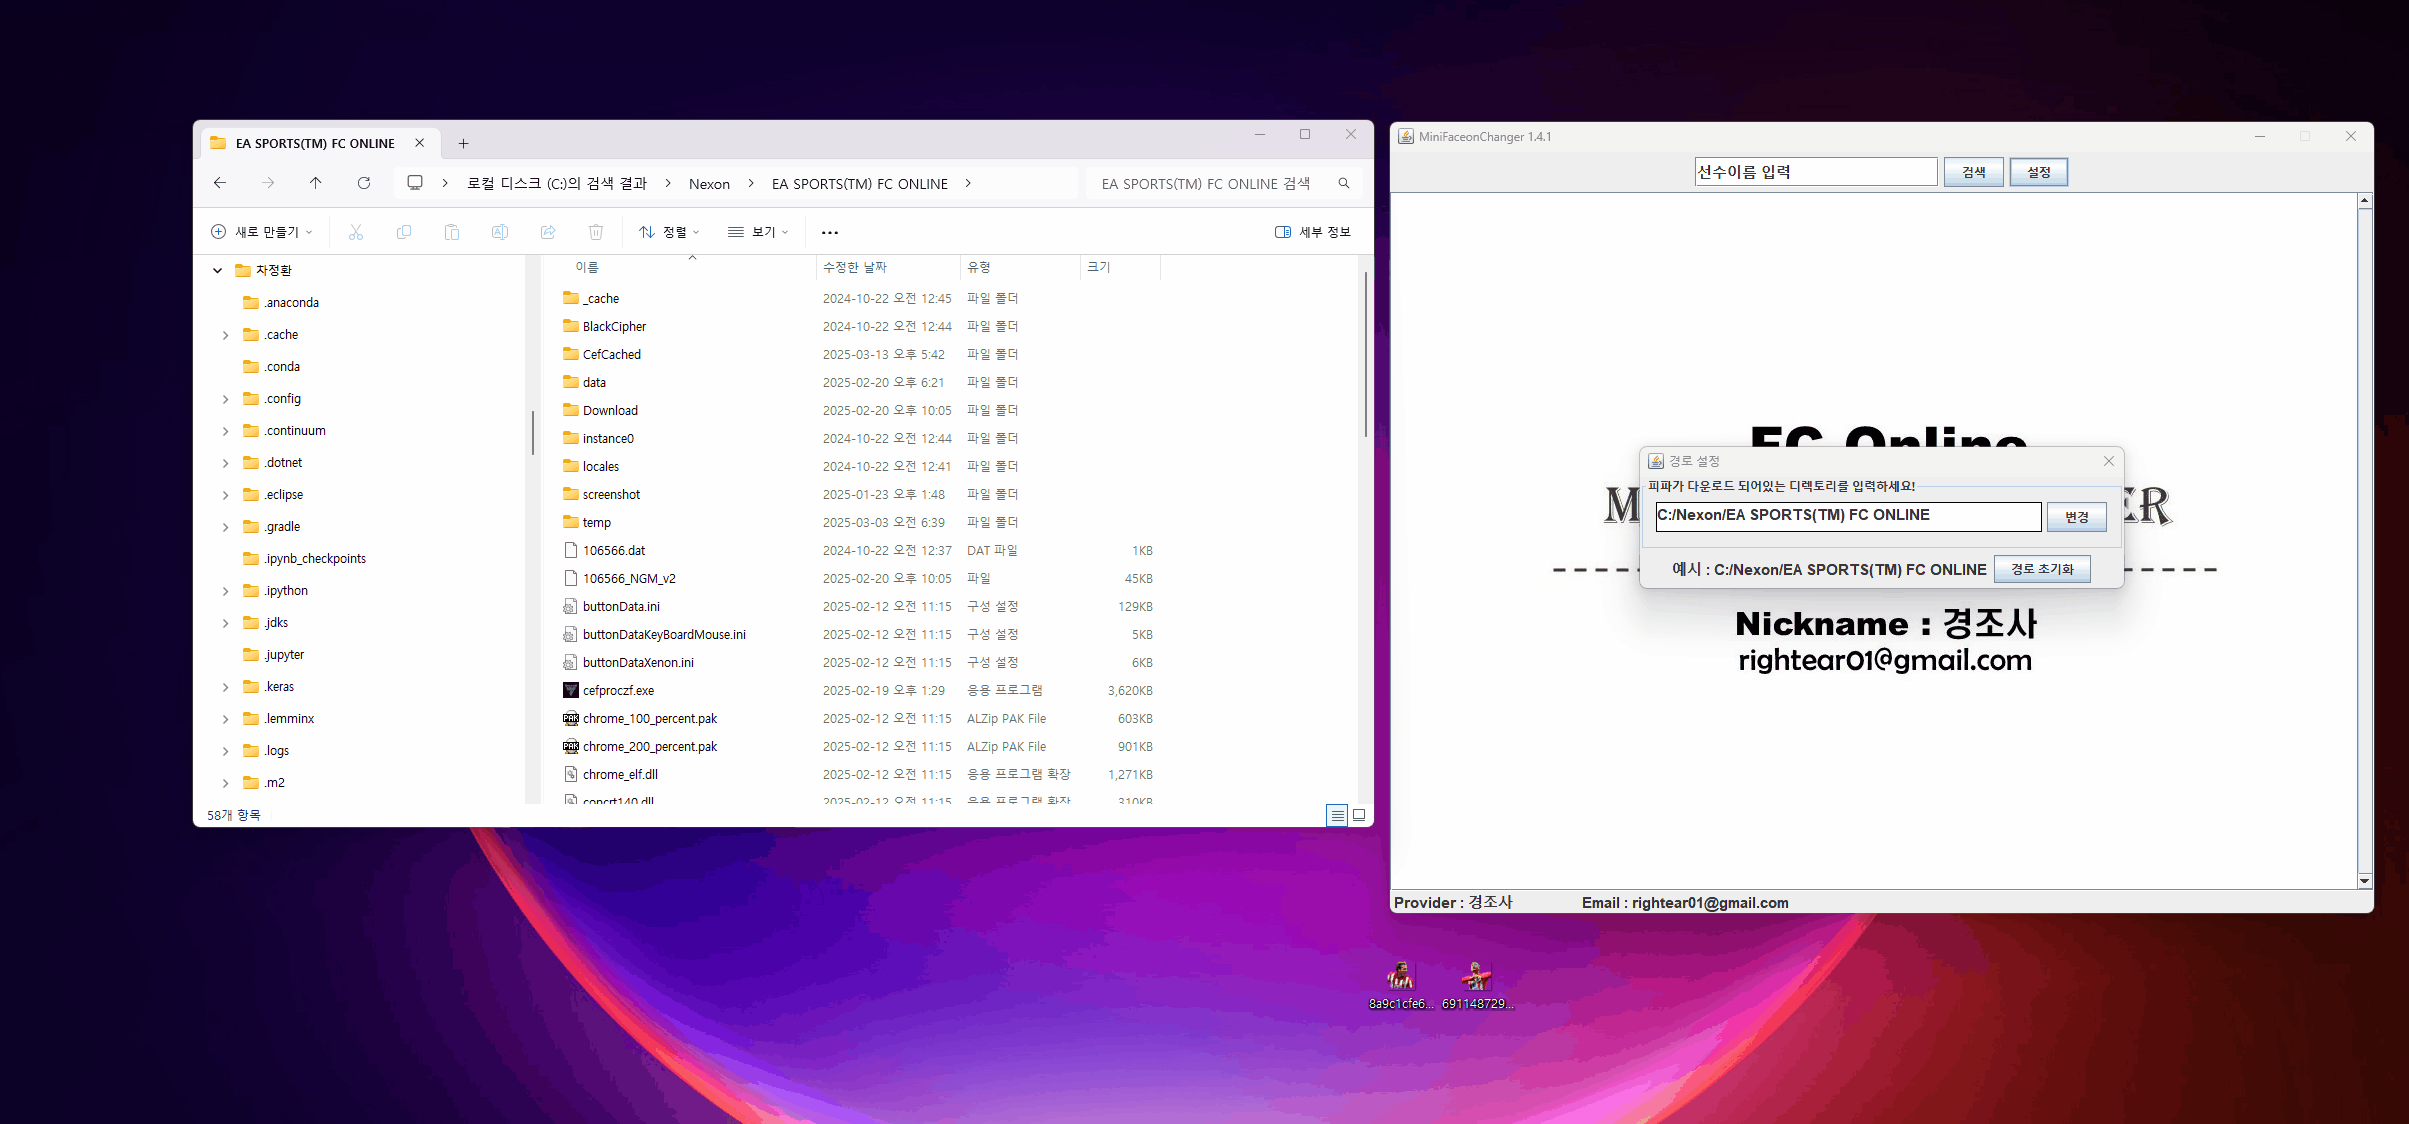 EA SPORTS(TM) FC ONLINE
로컬 디스크 (C:)의 검색 결과 > Nexon > EA SPORTS(TM) FC ONLINE >
EA SPORTS(TM) FC ONLINE 검색
새로 만들기
정렬
보기
세부 정보
차정환
.anaconda
.cache
.conda
.config
.continuum
.dotnet
.eclipse
.gradle
.ipynb_checkpoints
.ipython
.jdks
.jupyter
.keras
.lemminx
.logs
.m2
이름 수정한 날짜 유형 크기
_cache 2024-10-22 오전 12:45 파일 폴더
BlackCipher 2024-10-22 오전 12:44 파일 폴더
CefCached 2025-03-13 오후 5:42 파일 폴더
data 2025-02-20 오후 6:21 파일 폴더
Download 2025-02-20 오후 10:05 파일 폴더
instance0 2024-10-22 오전 12:44 파일 폴더
locales 2024-10-22 오전 12:41 파일 폴더
screenshot 2025-01-23 오후 1:48 파일 폴더
temp 2025-03-03 오전 6:39 파일 폴더
106566.dat 2024-10-22 오전 12:37 DAT 파일 1KB
106566_NGM_v2 2025-02-20 오후 10:05 파일 45KB
buttonData.ini 2025-02-12 오전 11:15 구성 설정 129KB
buttonDataKeyBoardMouse.ini 2025-02-12 오전 11:15 구성 설정 5KB
buttonDataXenon.ini 2025-02-12 오전 11:15 구성 설정 6KB
cefproczf.exe 2025-02-19 오후 1:29 응용 프로그램 3,620KB
chrome_100_percent.pak 2025-02-12 오전 11:15 ALZip PAK File 603KB
chrome_200_percent.pak 2025-02-12 오전 11:15 ALZip PAK File 901KB
chrome_elf.dll 2025-02-12 오전 11:15 응용 프로그램 확장 1,271KB
concrt140.dll 2025-02-12 오전 11:15 응용 프로그램 확장 310KB
58개 항목
MiniFaceonChanger 1.4.1
선수이름 입력 검색 설정
FC Online
경로 설정
피파가 다운로드 되어있는 디렉토리를 입력하세요!
C:/Nexon/EA SPORTS(TM) FC ONLINE 변경
예시 : C:/Nexon/EA SPORTS(TM) FC ONLINE 경로 초기화
Nickname : 경조사
rightear01@gmail.com
Provider : 경조사 Email : rightear01@gmail.com
8a9c1cfe6... 691148729...